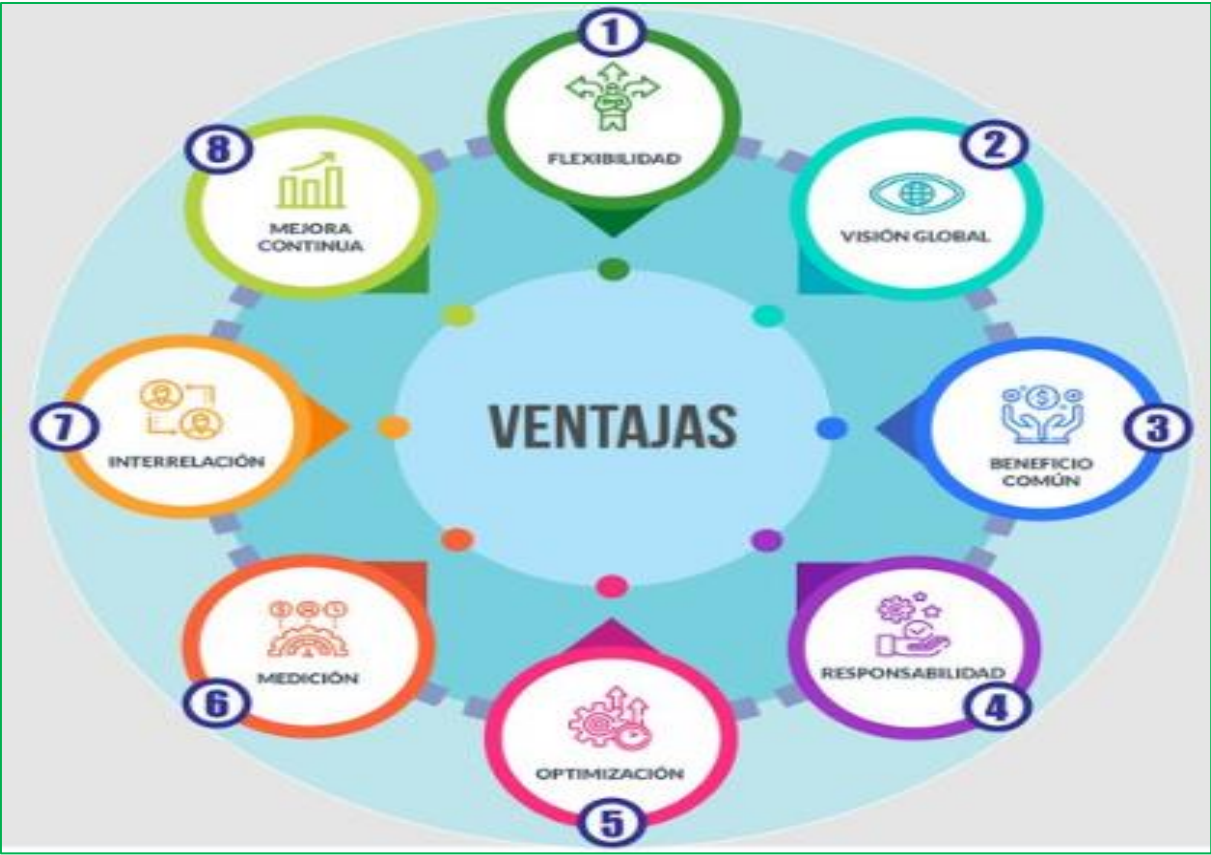 1
FLEXIBILIDAD
2
VISIÓN GLOBAL
3
BENEFICIO
COMÚN
4
RESPONSABILIDAD
5
OPTIMIZACIÓN
6
MEDICIÓN
7
INTERRELACIÓN
8
MEJORA
CONTINUA
VENTAJAS